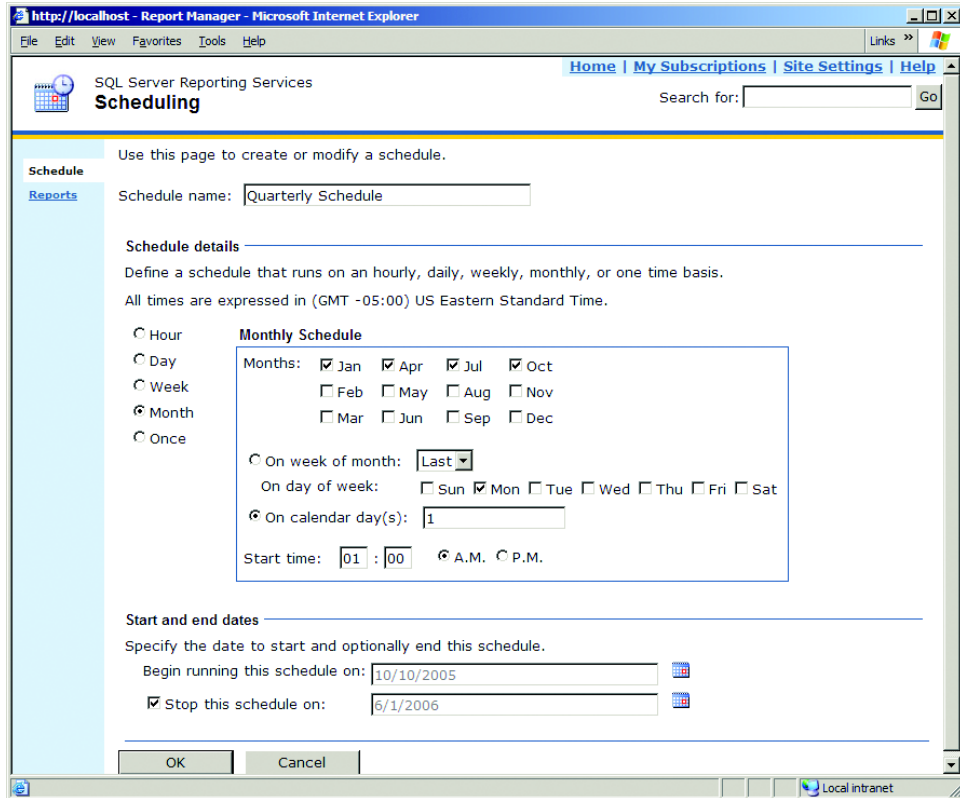 http://localhost - Report Manager - Microsoft Internet Explorer
File Edit View Favorites Tools Help Links »
Home | My Subscriptions | Site Settings | Help
SQL Server Reporting Services
Scheduling
Search for: Go
Use this page to create or modify a schedule.
Schedule
Reports
Schedule name: Quarterly Schedule
Schedule details
Define a schedule that runs on an hourly, daily, weekly, monthly, or one time basis.
All times are expressed in (GMT -05:00) US Eastern Standard Time.
Hour
Day
Week
Month
Once
Monthly Schedule
Months: Jan Apr Jul Oct
Feb May Aug Nov
Mar Jun Sep Dec
On week of month: Last
On day of week: Sun Mon Tue Wed Thu Fri Sat
On calendar day(s): 1
Start time: 01 : 00 A.M. P.M.
Start and end dates
Specify the date to start and optionally end this schedule.
Begin running this schedule on: 10/10/2005
Stop this schedule on: 6/1/2006
OK Cancel
Local intranet